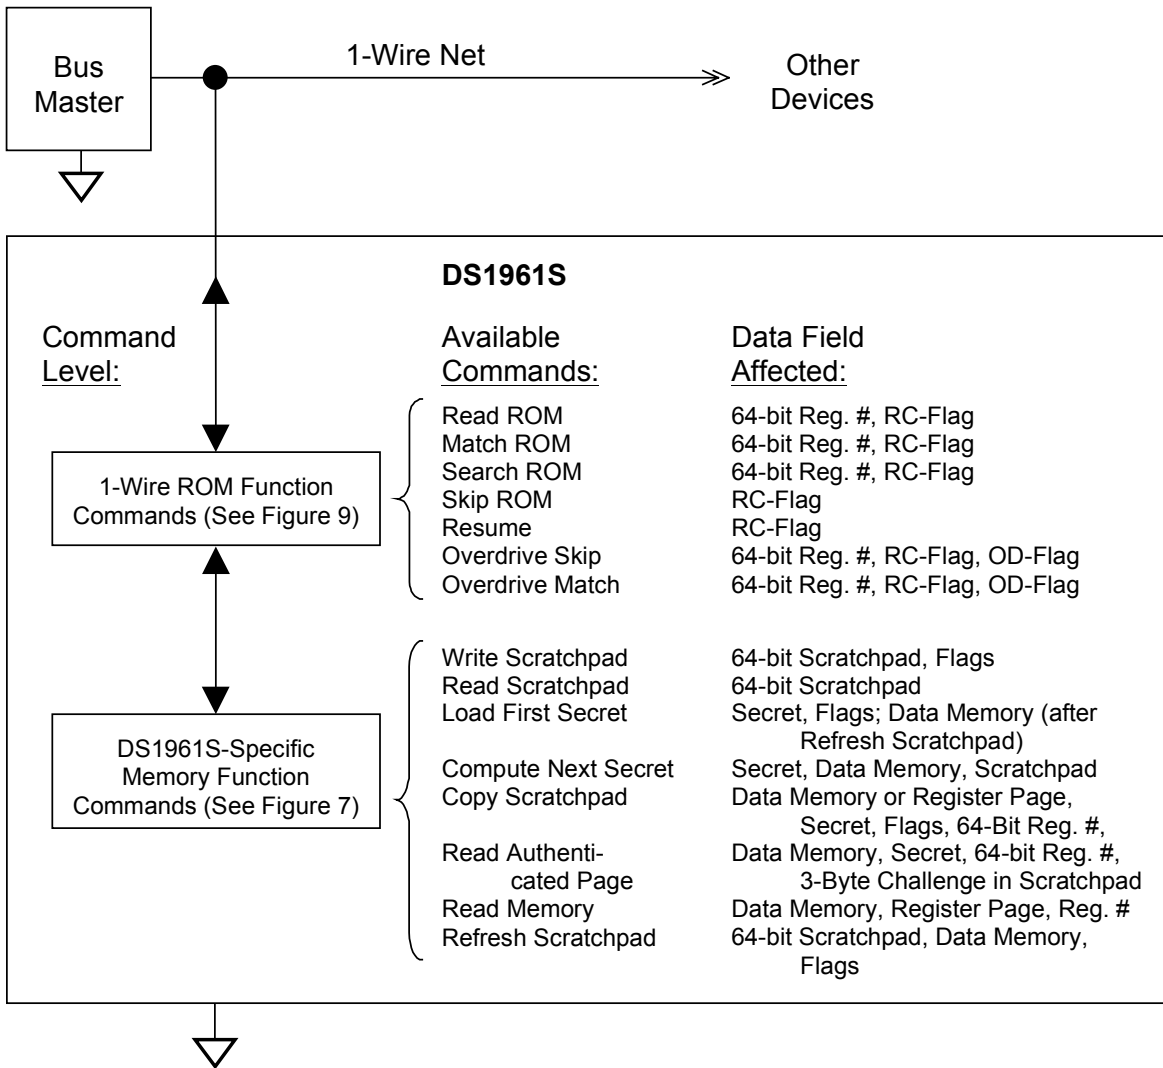 Bus
Master
1-Wire Net
Other
Devices
DS1961S
Command
Level:
Available
Commands:
Data Field
Affected:
1-Wire ROM Function
Commands (See Figure 9)
Read ROM 64-bit Reg. #, RC-Flag
Match ROM 64-bit Reg. #, RC-Flag
Search ROM 64-bit Reg. #, RC-Flag
Skip ROM RC-Flag
Resume RC-Flag
Overdrive Skip 64-bit Reg. #, RC-Flag, OD-Flag
Overdrive Match 64-bit Reg. #, RC-Flag, OD-Flag
DS1961S-Specific
Memory Function
Commands (See Figure 7)
Write Scratchpad 64-bit Scratchpad, Flags
Read Scratchpad 64-bit Scratchpad
Load First Secret Secret, Flags; Data Memory (after
Refresh Scratchpad)
Compute Next Secret Secret, Data Memory, Scratchpad
Copy Scratchpad Data Memory or Register Page,
Secret, Flags, 64-Bit Reg. #,
Read Authenti- Data Memory, Secret, 64-bit Reg. #,
cated Page 3-Byte Challenge in Scratchpad
Read Memory Data Memory, Register Page, Reg. #
Refresh Scratchpad 64-bit Scratchpad, Data Memory,
Flags